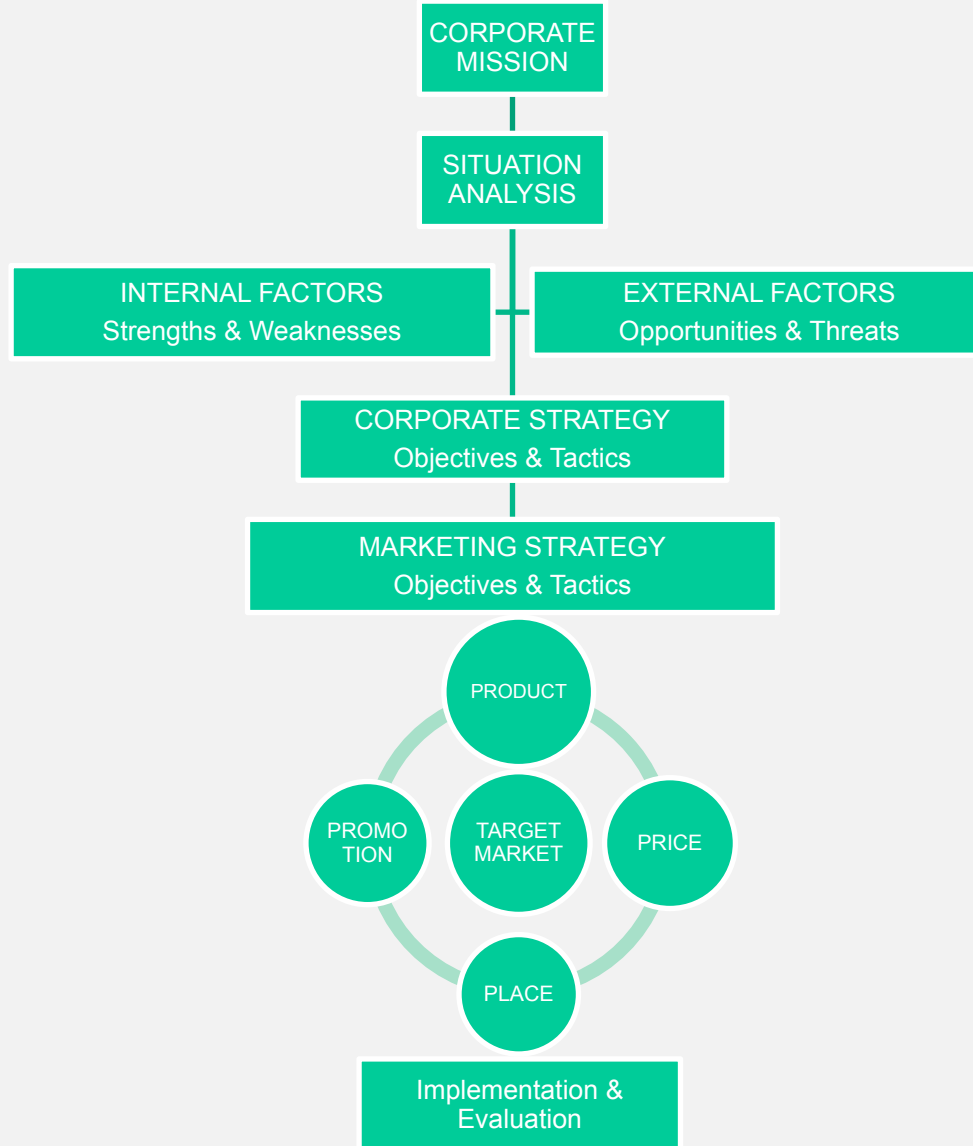 CORPORATE
MISSION
SITUATION
ANALYSIS
INTERNAL FACTORS
Strengths & Weaknesses
EXTERNAL FACTORS
Opportunities & Threats
CORPORATE STRATEGY
Objectives & Tactics
MARKETING STRATEGY
Objectives & Tactics
PRODUCT
PROMO
TION
TARGET
MARKET
PRICE
PLACE
Implementation &
Evaluation